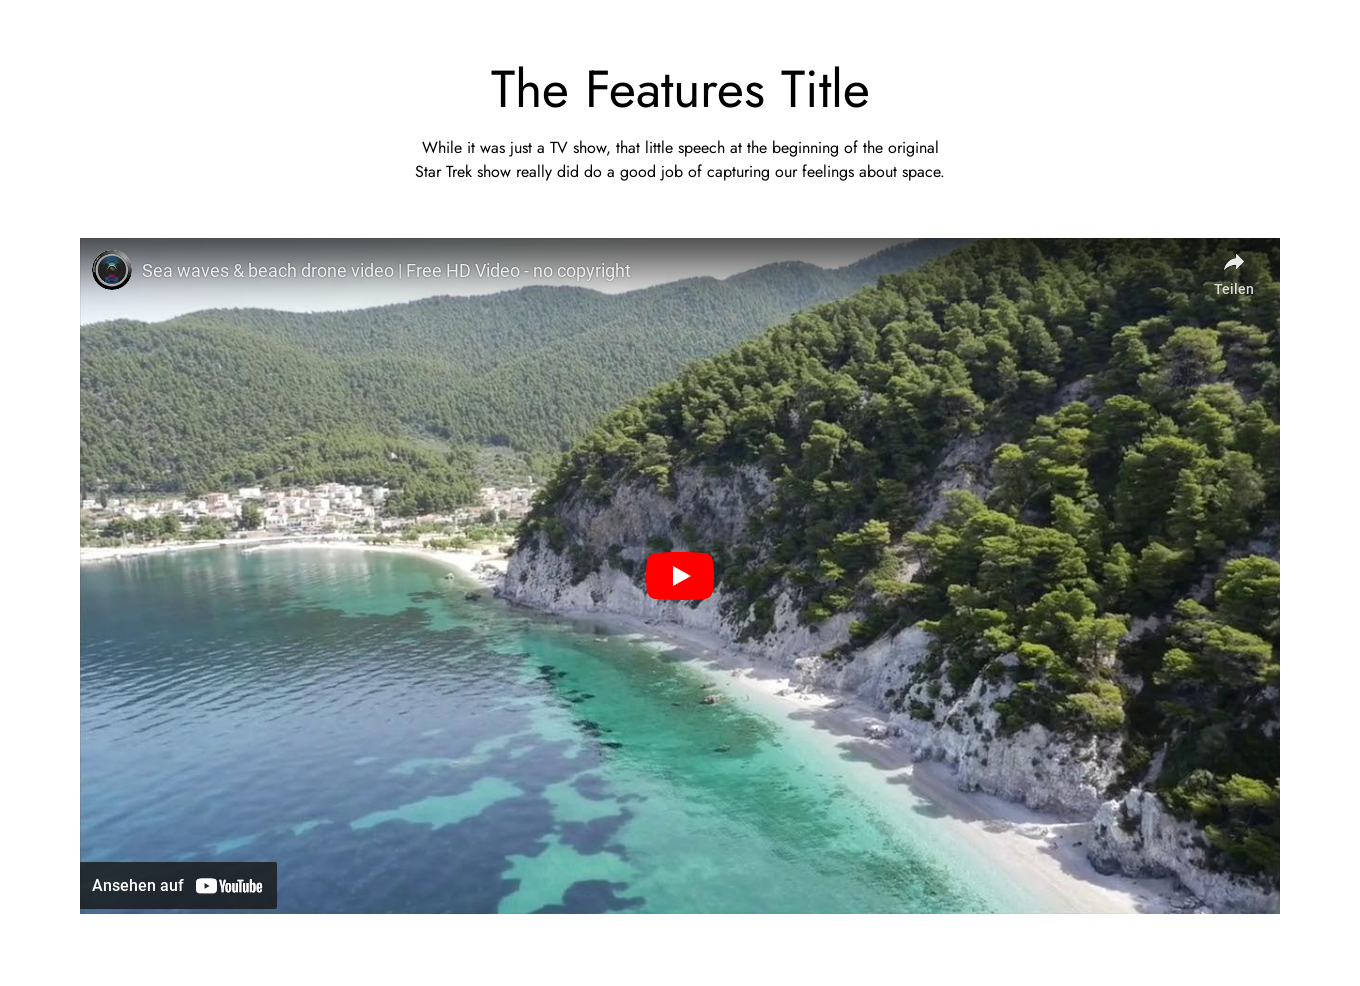 The Features Title
While it was just a TV show, that little speech at the beginning of the original
Star Trek show really did do a good job of capturing our feelings about space.
Sea waves & beach drone video | Free HD Video - no copyright
Teilen
Ansehen auf YouTube